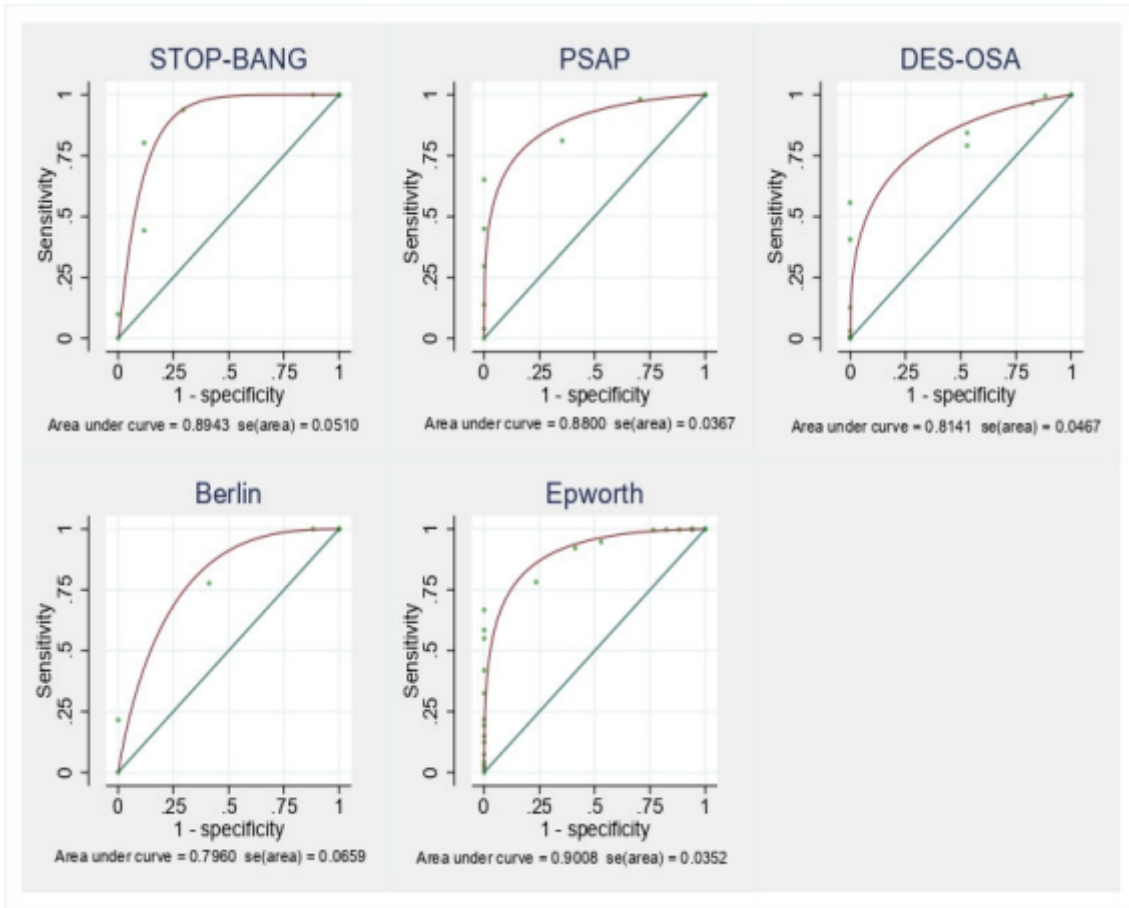 STOP-BANG
Sensitivity
0 .25 .5 .75 1
0 .25 .5 .75 1
1 - specificity
Area under curve = 0.8943 se(area) = 0.0510
PSAP
Sensitivity
0 .25 .5 .75 1
0 .25 .5 .75 1
1 - specificity
Area under curve = 0.8800 se(area) = 0.0367
DES-OSA
Sensitivity
0 .25 .5 .75 1
0 .25 .5 .75 1
1 - specificity
Area under curve = 0.8141 se(area) = 0.0467
Berlin
Sensitivity
0 .25 .5 .75 1
0 .25 .5 .75 1
1 - specificity
Area under curve = 0.7960 se(area) = 0.0659
Epworth
Sensitivity
0 .25 .5 .75 1
0 .25 .5 .75 1
1 - specificity
Area under curve = 0.9008 se(area) = 0.0352